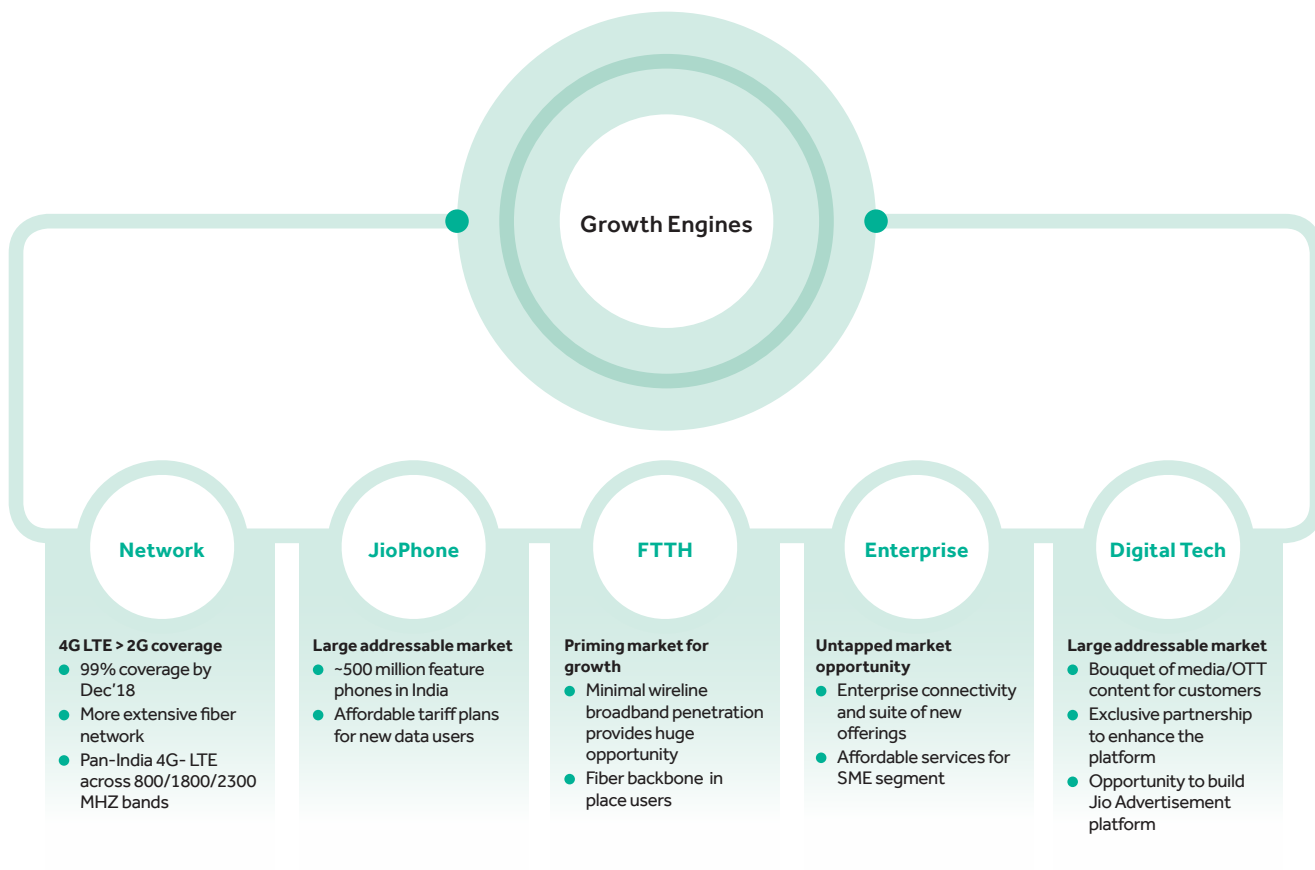 Growth Engines
Network
4G LTE > 2G coverage
99% coverage by
Dec'18
More extensive fiber
network
Pan-India 4G- LTE
across 800/1800/2300
MHZ bands
JioPhone
Large addressable market
~500 million feature
phones in India
Affordable tariff plans
for new data users
FTTH
Priming market for
growth
Minimal wireline
broadband penetration
provides huge
opportunity
Fiber backbone in
place users
Enterprise
Untapped market
opportunity
Enterprise connectivity
and suite of new
offerings
Affordable services for
SME segment
Digital Tech
Large addressable market
Bouquet of media/OTT
content for customers
Exclusive partnership
to enhance the
platform
Opportunity to build
Jio Advertisement
platform